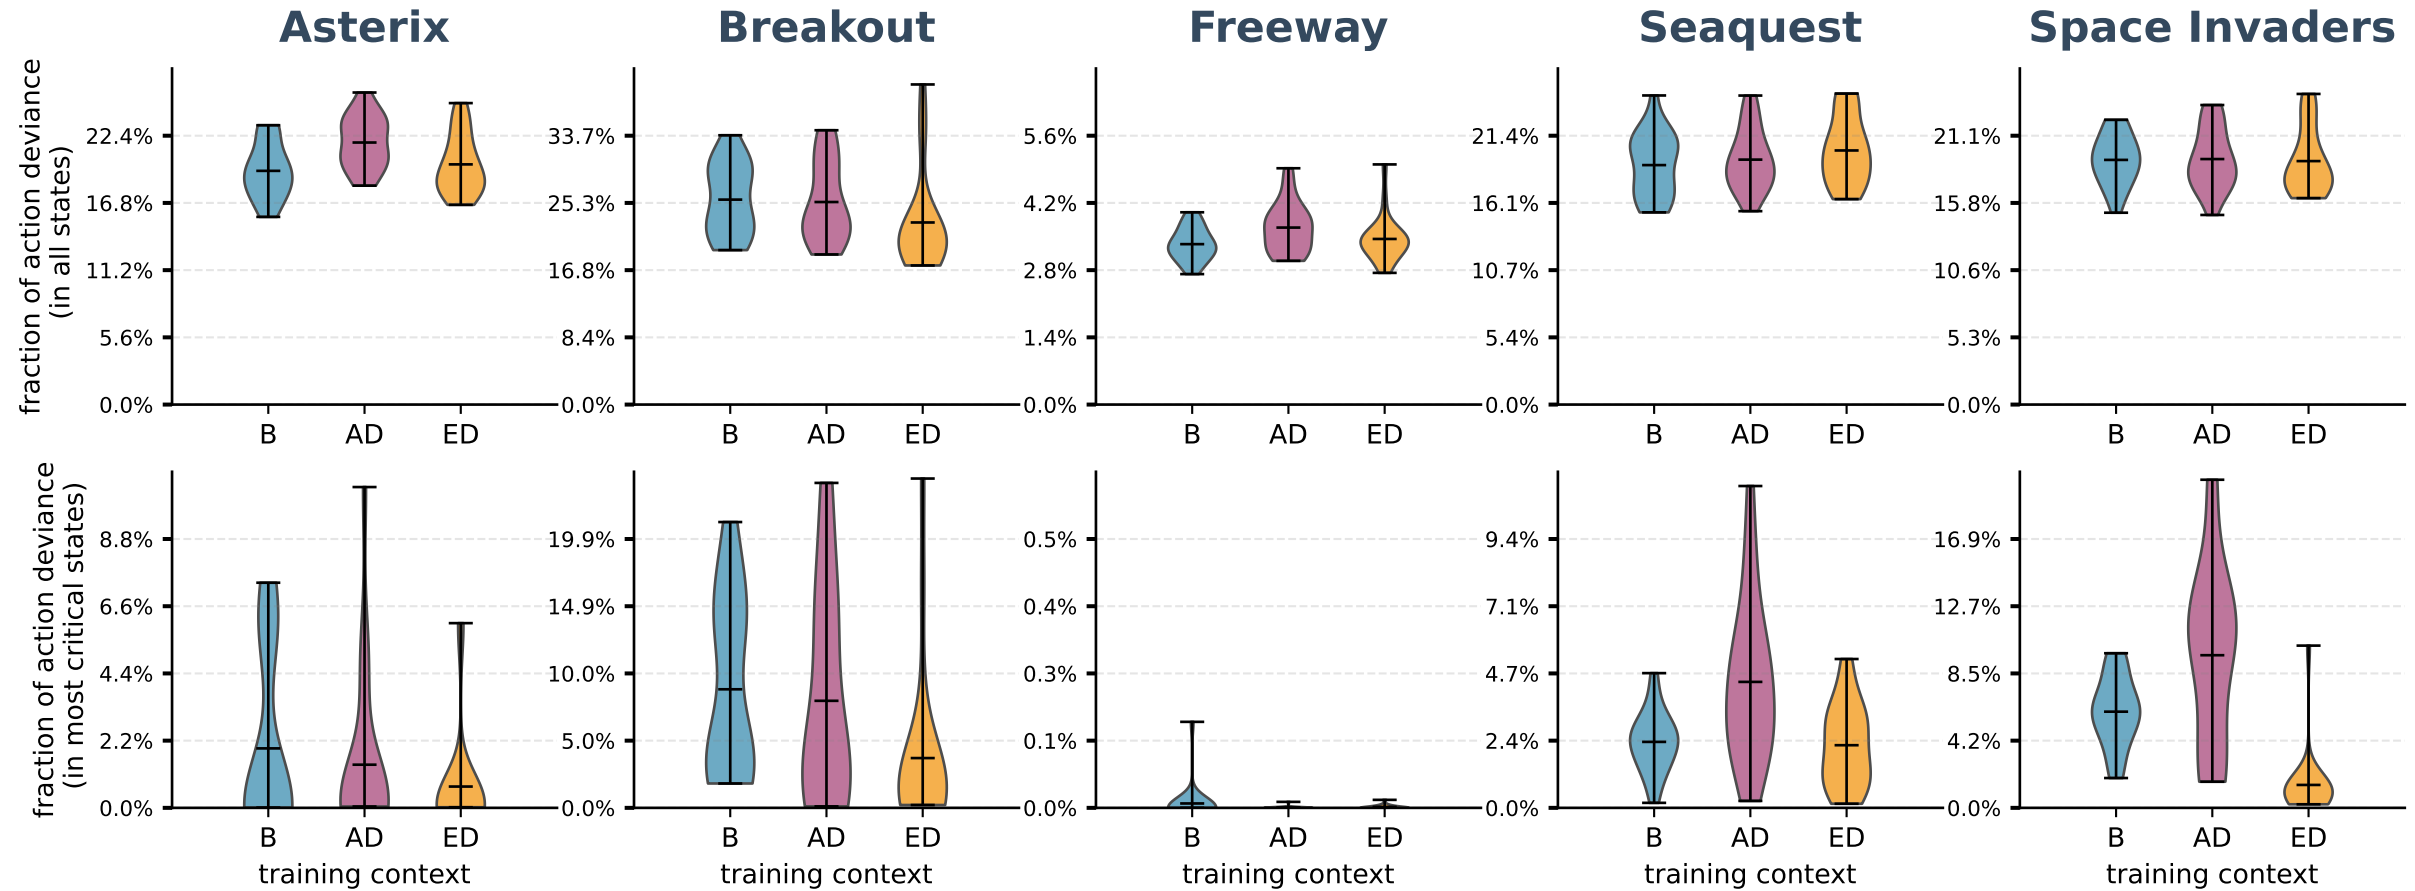 Asterix
Breakout
Freeway
Seaquest
Space Invaders
fraction of action deviance
(in all states)
22.4%
16.8%
11.2%
5.6%
0.0%
B AD ED
33.7%
25.3%
16.8%
8.4%
0.0%
B AD ED
5.6%
4.2%
2.8%
1.4%
0.0%
B AD ED
21.4%
16.1%
10.7%
5.4%
0.0%
B AD ED
21.1%
15.8%
10.6%
5.3%
0.0%
B AD ED
fraction of action deviance
(in most critical states)
8.8%
6.6%
4.4%
2.2%
0.0%
B AD ED
training context
19.9%
14.9%
10.0%
5.0%
0.0%
B AD ED
training context
0.5%
0.4%
0.3%
0.1%
0.0%
B AD ED
training context
9.4%
7.1%
4.7%
2.4%
0.0%
B AD ED
training context
16.9%
12.7%
8.5%
4.2%
0.0%
B AD ED
training context